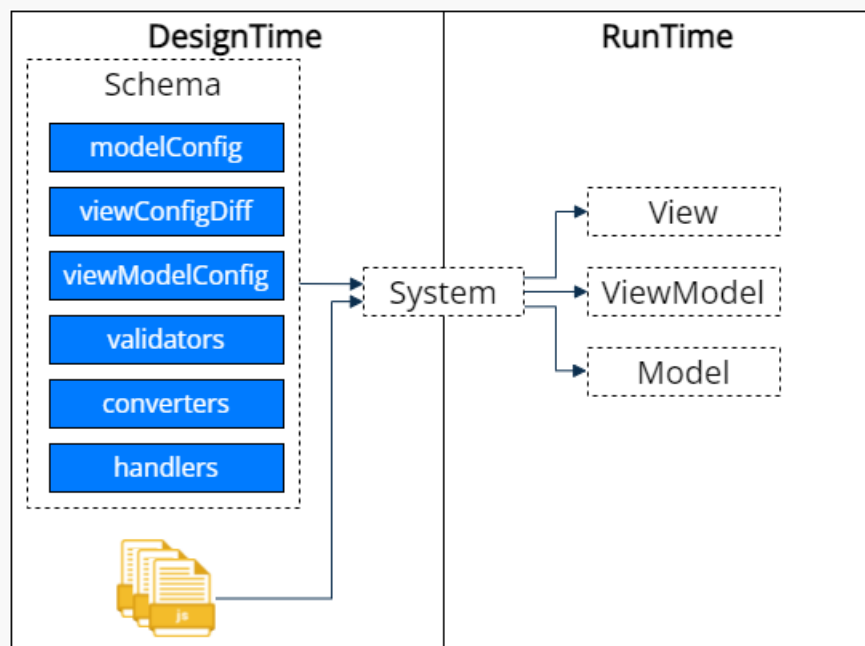 DesignTime
RunTime
Schema
modelConfig
viewConfigDiff
viewModelConfig
validators
converters
handlers
js
System
View
ViewModel
Model